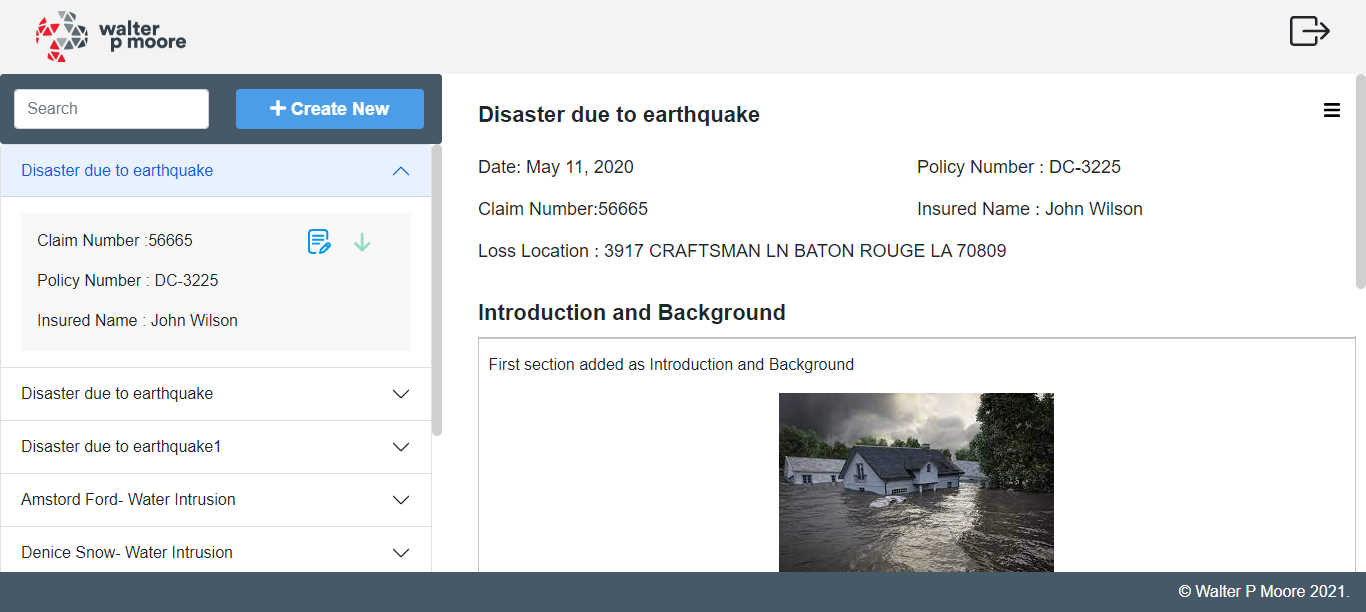 walter
p moore
Search
Create New
Disaster due to earthquake
Claim Number :56665
Policy Number : DC-3225
Insured Name : John Wilson
Disaster due to earthquake
Disaster due to earthquake1
Amstord Ford- Water Intrusion
Denice Snow- Water Intrusion
Disaster due to earthquake
Date: May 11, 2020
Policy Number : DC-3225
Claim Number:56665
Insured Name : John Wilson
Loss Location : 3917 CRAFTSMAN LN BATON ROUGE LA 70809
Introduction and Background
First section added as Introduction and Background
© Walter P Moore 2021.